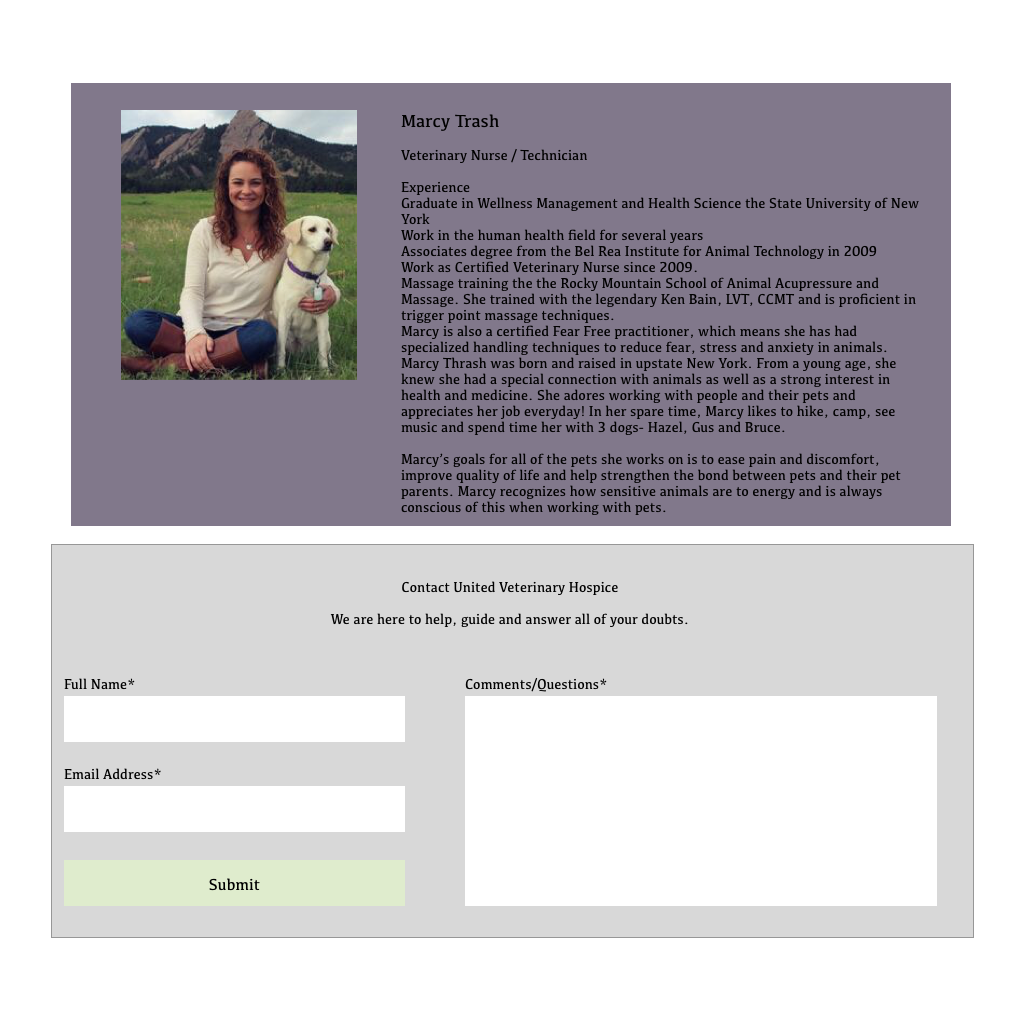 Marcy Trash
Veterinary Nurse / Technician
Experience
Graduate in Wellness Management and Health Science the State University of New
York
Work in the human health field for several years
Associates degree from the Bel Rea Institute for Animal Technology in 2009
Work as Certified Veterinary Nurse since 2009.
Massage training the the Rocky Mountain School of Animal Acupressure and
Massage. She trained with the legendary Ken Bain, LVT, CCMT and is proficient in
trigger point massage techniques.
Marcy is also a certified Fear Free practitioner, which means she has had
specialized handling techniques to reduce fear, stress and anxiety in animals.
Marcy Thrash was born and raised in upstate New York. From a young age, she
knew she had a special connection with animals as well as a strong interest in
health and medicine. She adores working with people and their pets and
appreciates her job everyday! In her spare time, Marcy likes to hike, camp, see
music and spend time her with 3 dogs- Hazel, Gus and Bruce.
Marcy’s goals for all of the pets she works on is to ease pain and discomfort,
improve quality of life and help strengthen the bond between pets and their pet
parents. Marcy recognizes how sensitive animals are to energy and is always
conscious of this when working with pets.
Contact United Veterinary Hospice
We are here to help, guide and answer all of your doubts.
Full Name*
Email Address*
Submit
Comments/Questions*